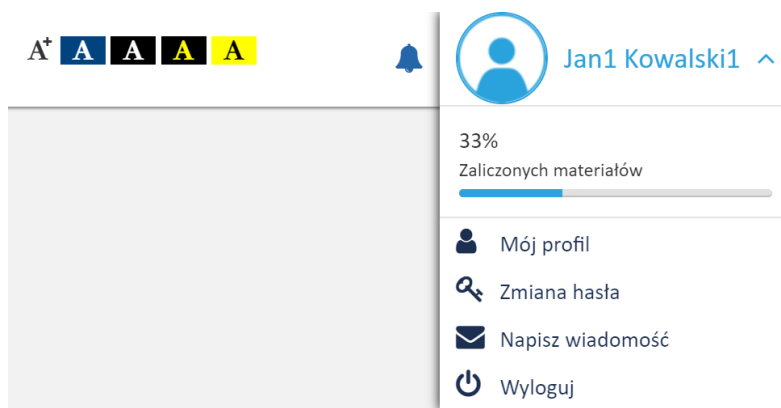 A+ A A A A
Jan1 Kowalski1
33%
Zaliczonych materiałów
Mój profil
Zmiana hasła
Napisz wiadomość
Wyloguj